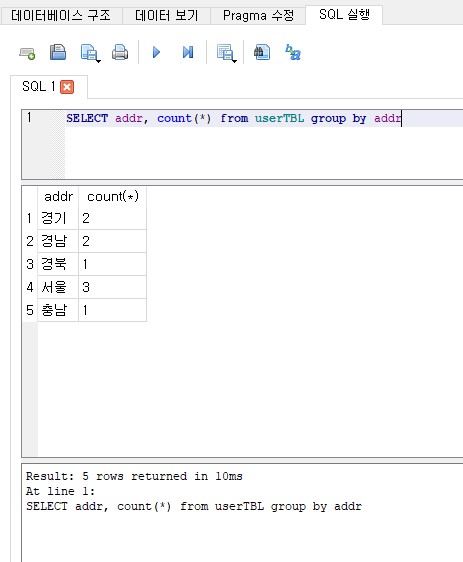 데이터베이스 구조 데이터 보기 Pragma 수정 SQL 실행
SQL 1
1 SELECT addr, count(*) from userTBL group by addr
addr count(*)
1 경기 2
2 경남 2
3 경북 1
4 서울 3
5 충남 1
Result: 5 rows returned in 10ms
At line 1:
SELECT addr, count(*) from userTBL group by addr